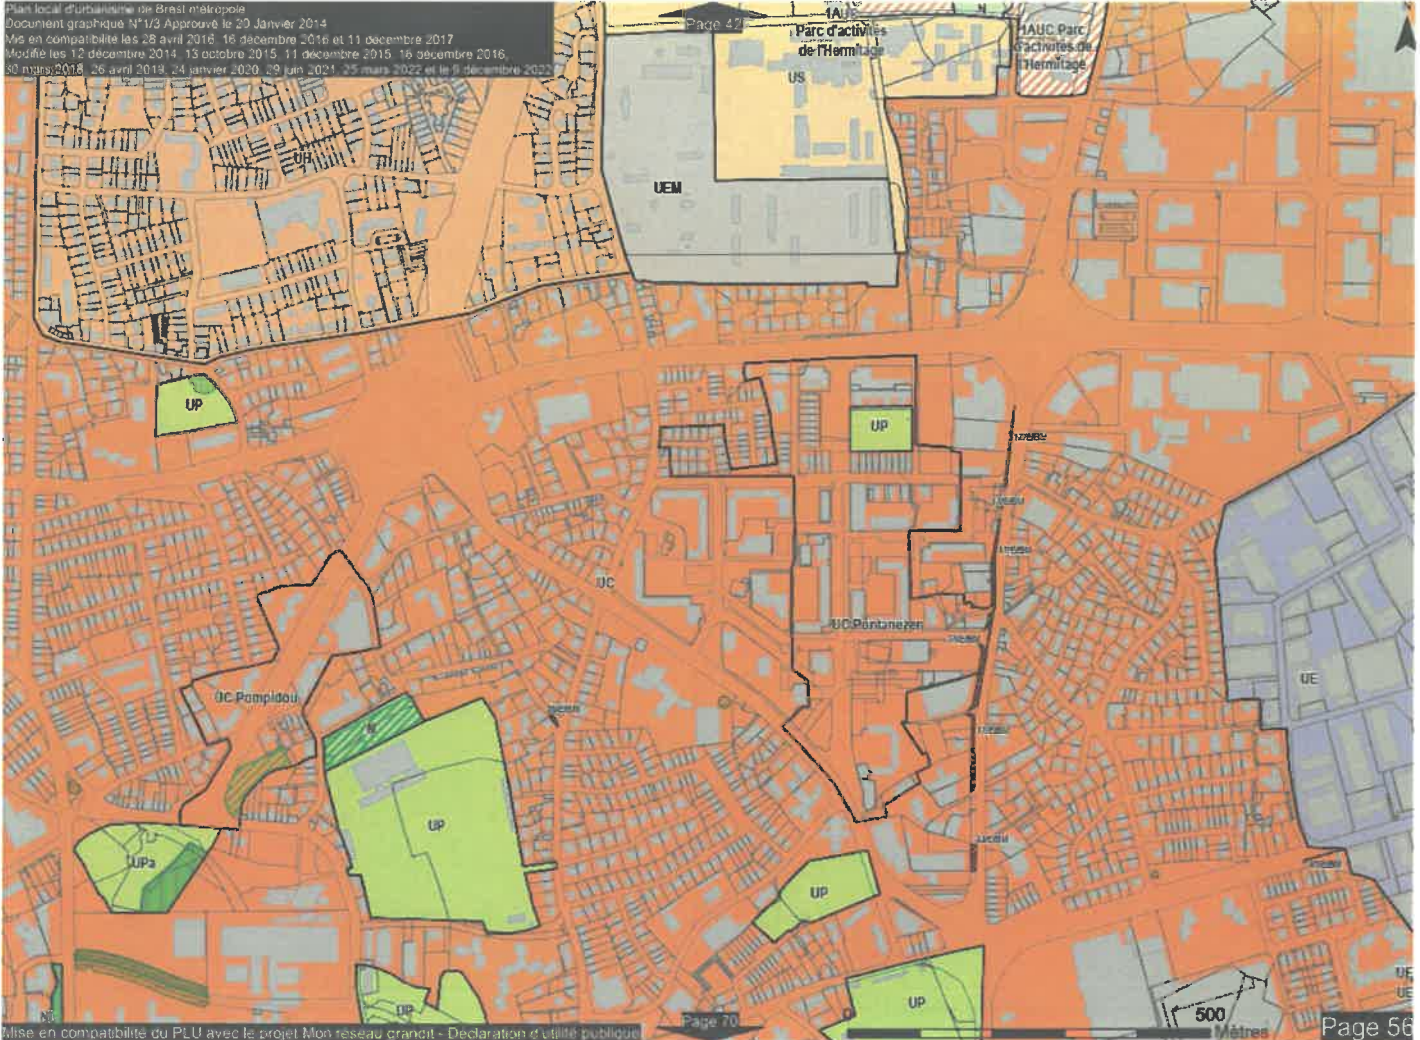 Plan local d'urbanisme de Brest métropole
Document graphique N°1/3 Approuvé le 20 Janvier 2014
Mis en compatibilité les 28 avril 2016, 16 décembre 2016 et 11 décembre 2017
Modifié les 12 décembre 2014, 13 octobre 2015, 11 décembre 2015, 16 décembre 2016,
30 mars 2018, 26 avril 2019, 24 janvier 2020, 29 juin 2021, 25 mars 2022 et le 9 décembre 2022
Page 42
Parc d'activités
de l'Hermitage
1AUC Parc
d'activités de
l'Hermitage
US
UH
UEM
UP
UP
UC
UC Pontanezen
UE
UC Pompidou
N
UP
UPa
UP
UP
UP
UE
UE
Page 70
500
Mètres
Mise en compatibilité du PLU avec le projet Mon réseau grandit - Déclaration d'utilité publique
Page 56